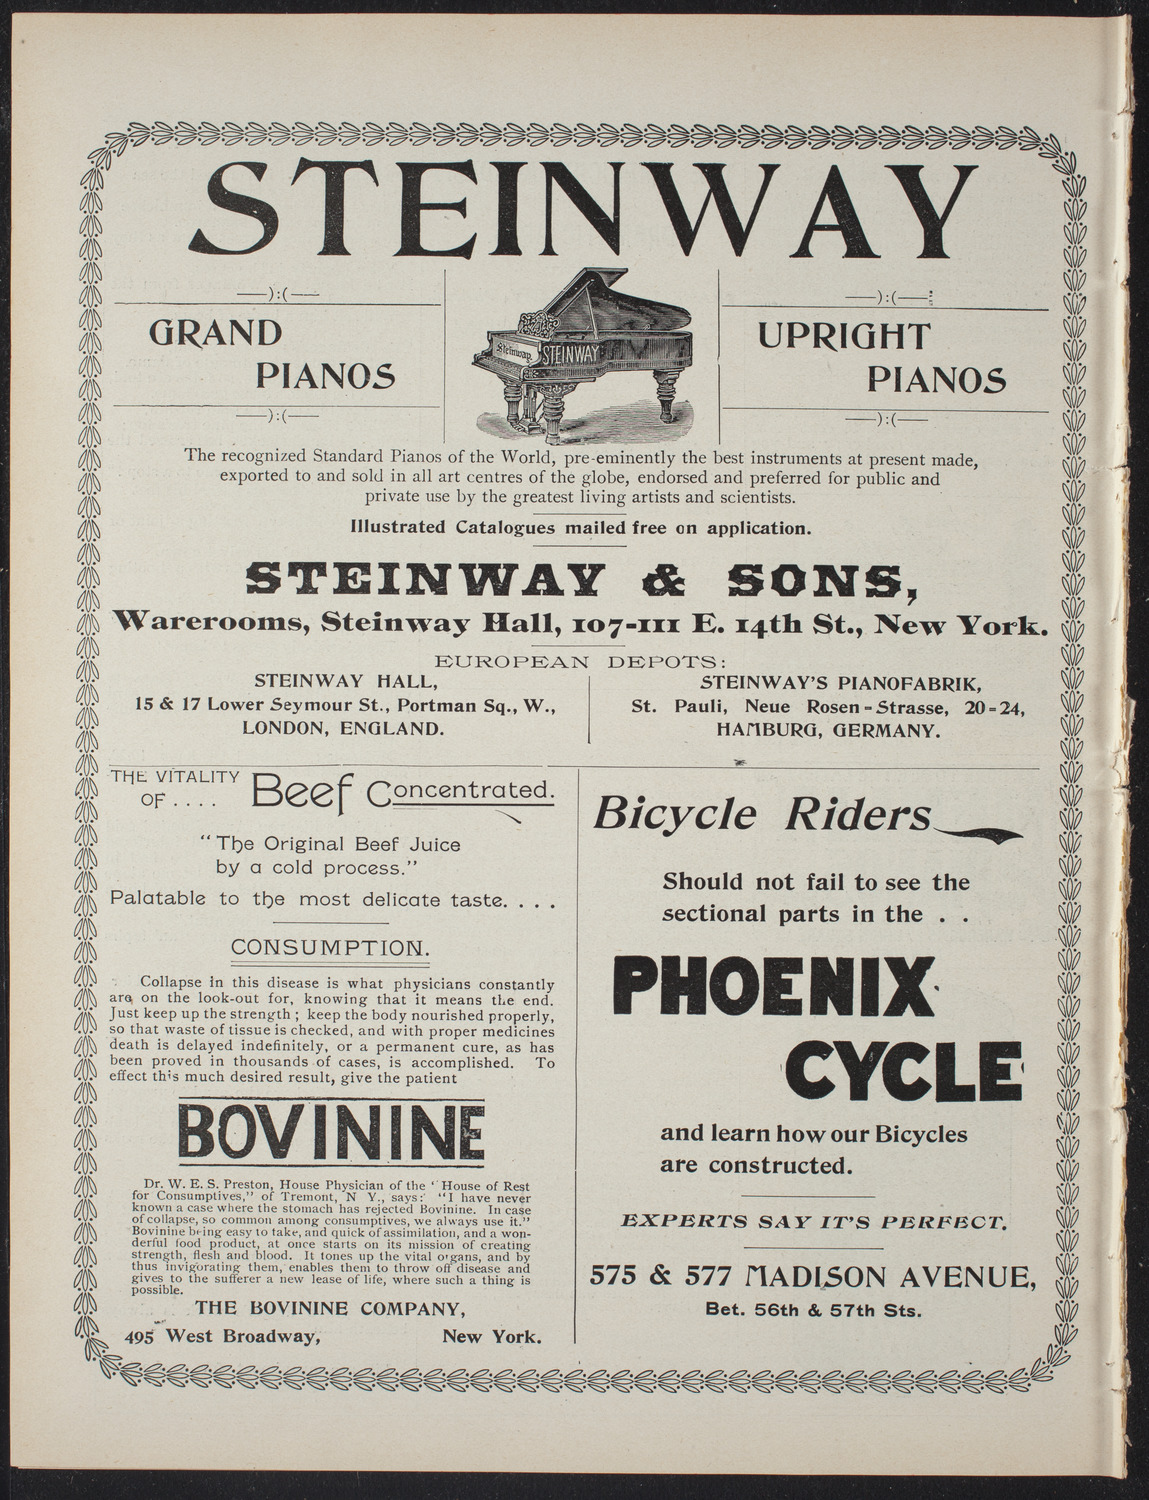 STEINWAY
GRAND
PIANOS
Steinway
STEINWAY
UPRIGHT
PIANOS
The recognized Standard Pianos of the World, pre-eminently the best instruments at present made,
exported to and sold in all art centres of the globe, endorsed and preferred for public and
private use by the greatest living artists and scientists.
Illustrated Catalogues mailed free on application.
STEINWAY & SONS,
Warerooms, Steinway Hall, 107-111 E. 14th St., New York.
EUROPEAN DEPOTS:
STEINWAY HALL,
15 & 17 Lower Seymour St., Portman Sq., W.,
LONDON, ENGLAND.
STEINWAY'S PIANOFABRIK,
St. Pauli, Neue Rosen-Strasse, 20-24,
HAMBURG, GERMANY.
THE VITALITY
OF .... Beef Concentrated.
"The Original Beef Juice
by a cold process."
Palatable to the most delicate taste. . . .
CONSUMPTION.
Collapse in this disease is what physicians constantly
are on the look-out for, knowing that it means the end.
Just keep up the strength; keep the body nourished properly,
so that waste of tissue is checked, and with proper medicines
death is delayed indefinitely, or a permanent cure, as has
been proved in thousands of cases, is accomplished. To
effect this much desired result, give the patient
BOVININE
Dr. W. E. S. Preston, House Physician of the "House of Rest
for Consumptives," of Tremont, N Y., says: "I have never
known a case where the stomach has rejected Bovinine. In case
of collapse, so common among consumptives, we always use it."
Bovinine being easy to take, and quick of assimilation, and a won-
derful food product, at once starts on its mission of creating
strength, flesh and blood. It tones up the vital organs, and by
thus invigorating them, enables them to throw off disease and
gives to the sufferer a new lease of life, where such a thing is
possible.
THE BOVININE COMPANY,
495 West Broadway, New York.
Bicycle Riders
Should not fail to see the
sectional parts in the . .
PHOENIX
CYCLE
and learn how our Bicycles
are constructed.
EXPERTS SAY IT'S PERFECT.
575 & 577 MADISON AVENUE,
Bet. 56th & 57th Sts.